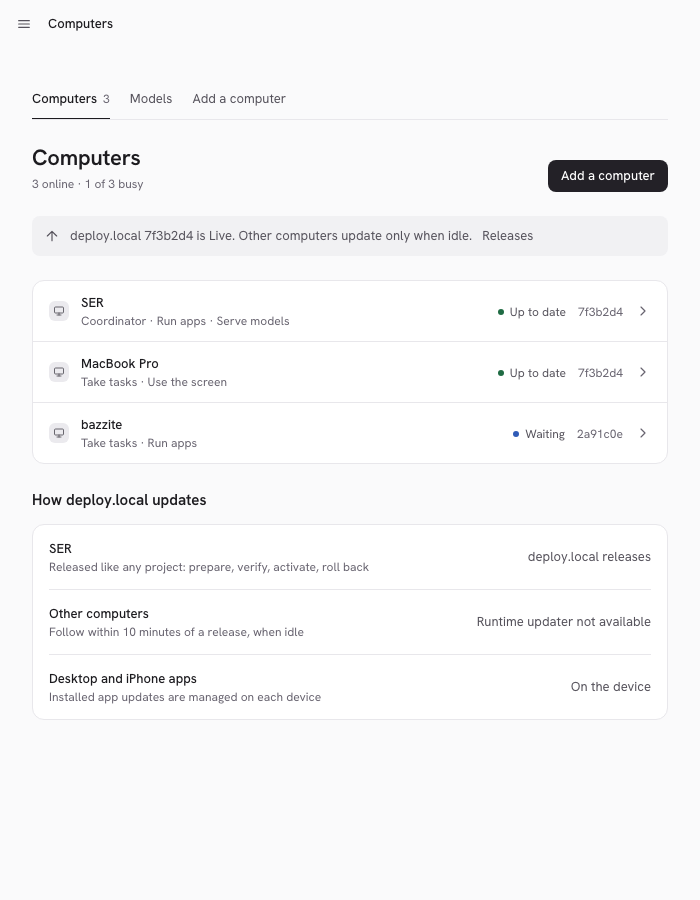 Computers
Computers 3
Models
Add a computer
Computers
3 online · 1 of 3 busy
Add a computer
deploy.local 7f3b2d4 is Live. Other computers update only when idle. Releases
SER
Coordinator · Run apps · Serve models
Up to date 7f3b2d4
MacBook Pro
Take tasks · Use the screen
Up to date 7f3b2d4
bazzite
Take tasks · Run apps
Waiting 2a91c0e
How deploy.local updates
SER
Released like any project: prepare, verify, activate, roll back
deploy.local releases
Other computers
Follow within 10 minutes of a release, when idle
Runtime updater not available
Desktop and iPhone apps
Installed app updates are managed on each device
On the device